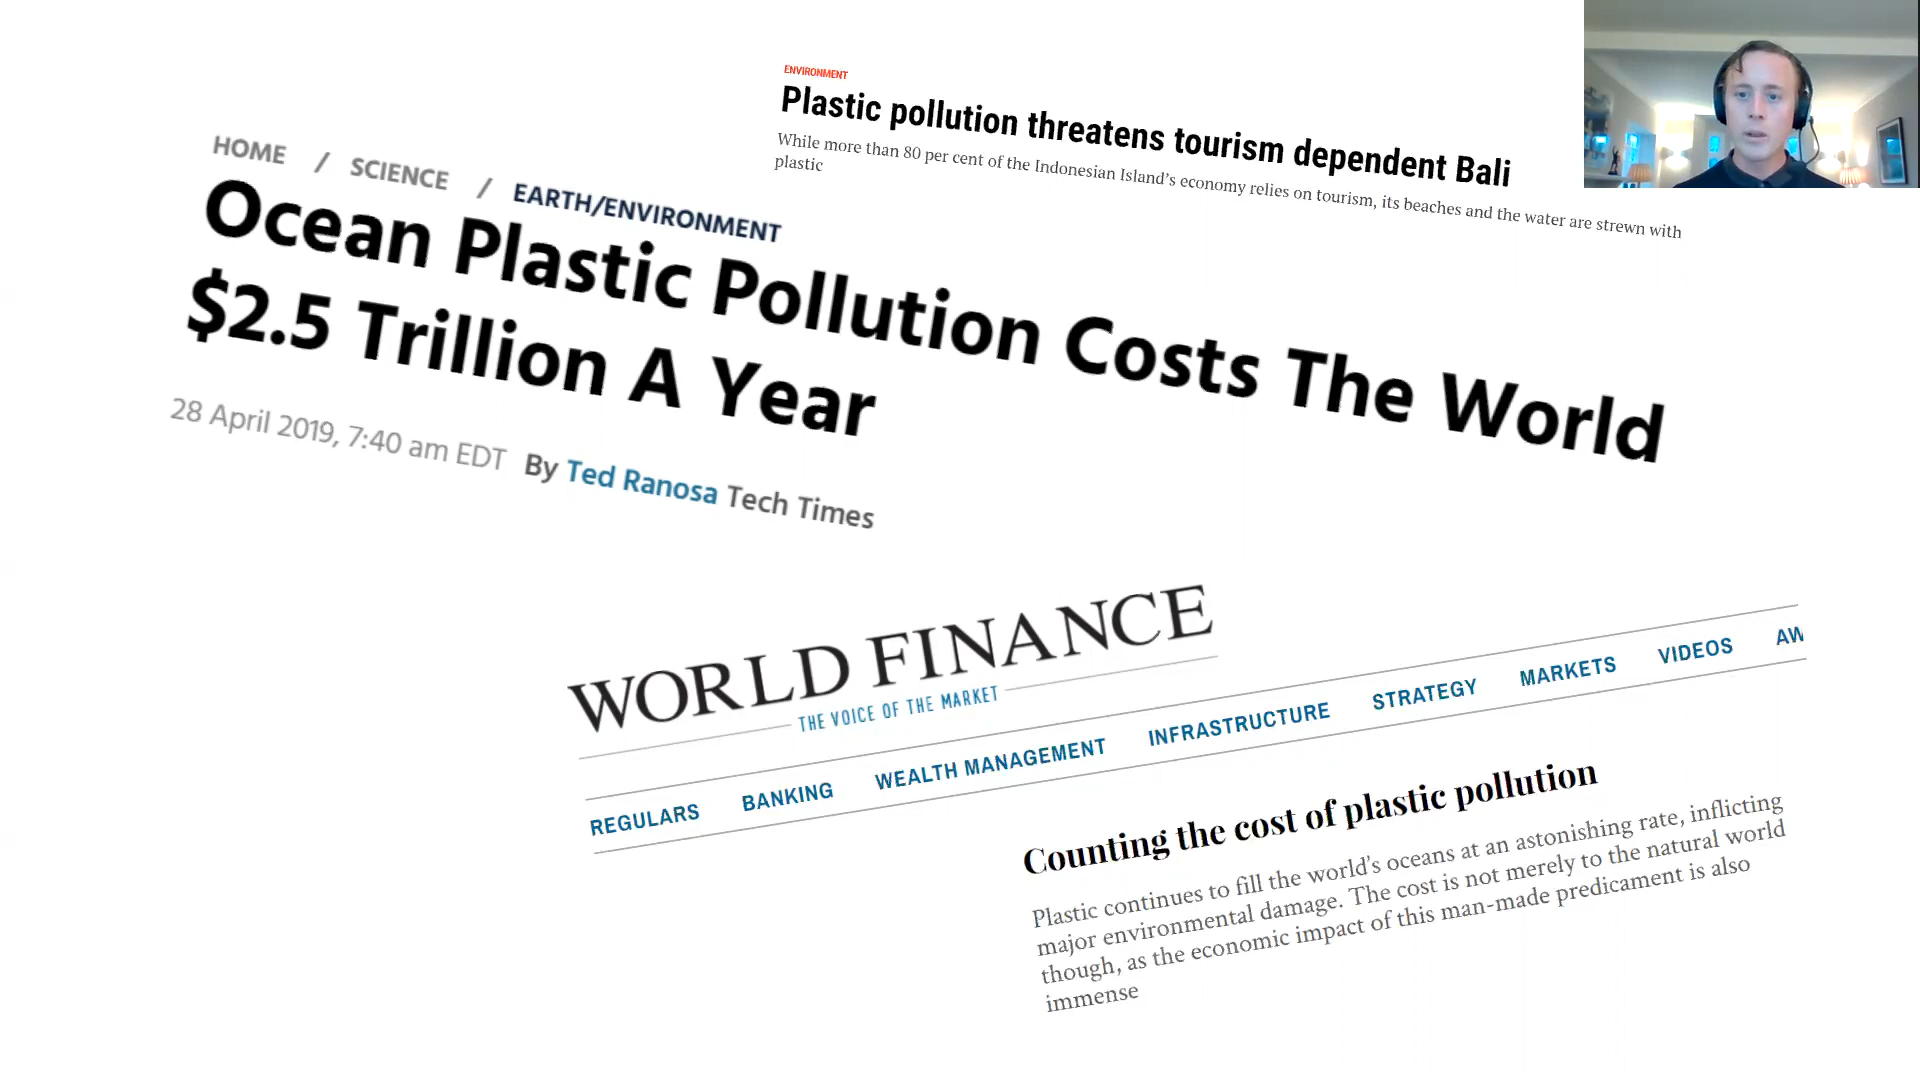 ENVIRONMENT
Plastic pollution threatens tourism dependent Bali
While more than 80 per cent of the Indonesian Island's economy relies on tourism, its beaches and the water are strewn with
plastic
HOME / SCIENCE / EARTH/ENVIRONMENT
Ocean Plastic Pollution Costs The World
$2.5 Trillion A Year
28 April 2019, 7:40 am EDT By Ted Ranosa Tech Times
WORLD FINANCE
THE VOICE OF THE MARKET
REGULARS BANKING WEALTH MANAGEMENT INFRASTRUCTURE STRATEGY MARKETS VIDEOS AW
Counting the cost of plastic pollution
Plastic continues to fill the world's oceans at an astonishing rate, inflicting
major environmental damage. The cost is not merely to the natural world
though, as the economic impact of this man-made predicament is also
immense